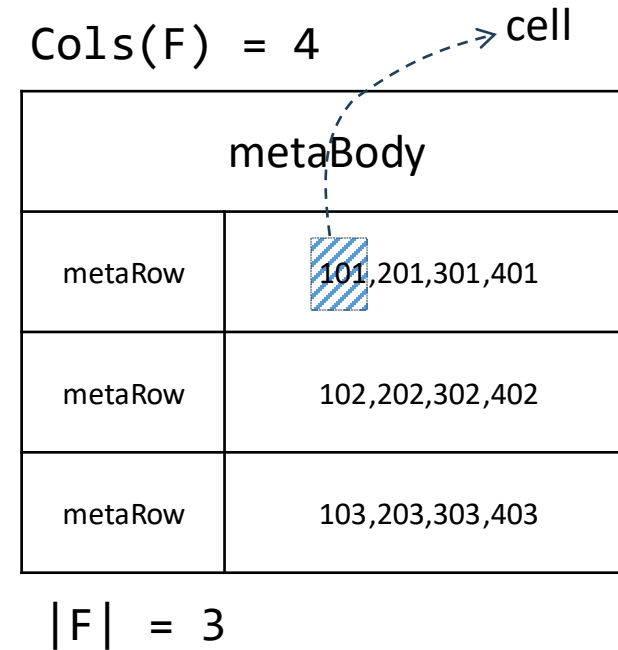 cell
Cols(F) = 4
metaBody
metaRow 101,201,301,401
metaRow 102,202,302,402
metaRow 103,203,303,403
|F| = 3